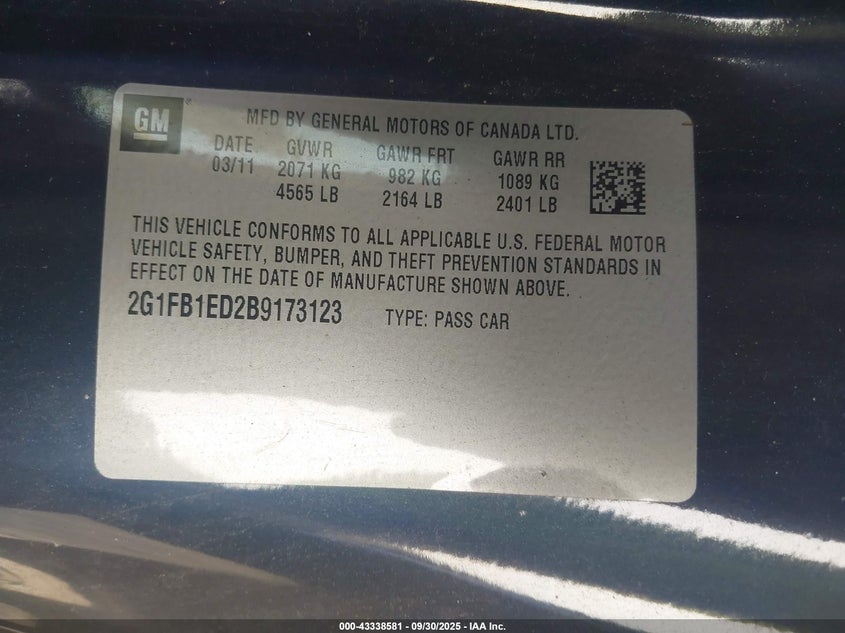 GM
MFD BY GENERAL MOTORS OF CANADA LTD.
DATE GVWR GAWR FRT GAWR RR
03/11 2071 KG 982 KG 1089 KG
4565 LB 2164 LB 2401 LB
THIS VEHICLE CONFORMS TO ALL APPLICABLE U.S. FEDERAL MOTOR
VEHICLE SAFETY, BUMPER, AND THEFT PREVENTION STANDARDS IN
EFFECT ON THE DATE OF MANUFACTURE SHOWN ABOVE.
2G1FB1ED2B9173123 TYPE: PASS CAR
000-43338581 - 09/30/2025 - IAA Inc.